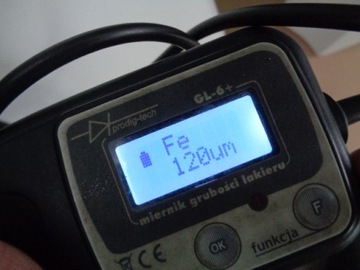 prodig-tech
GL-6+
Fe
120um
miernik grubości lakieru
OK
funkcja
F
CE